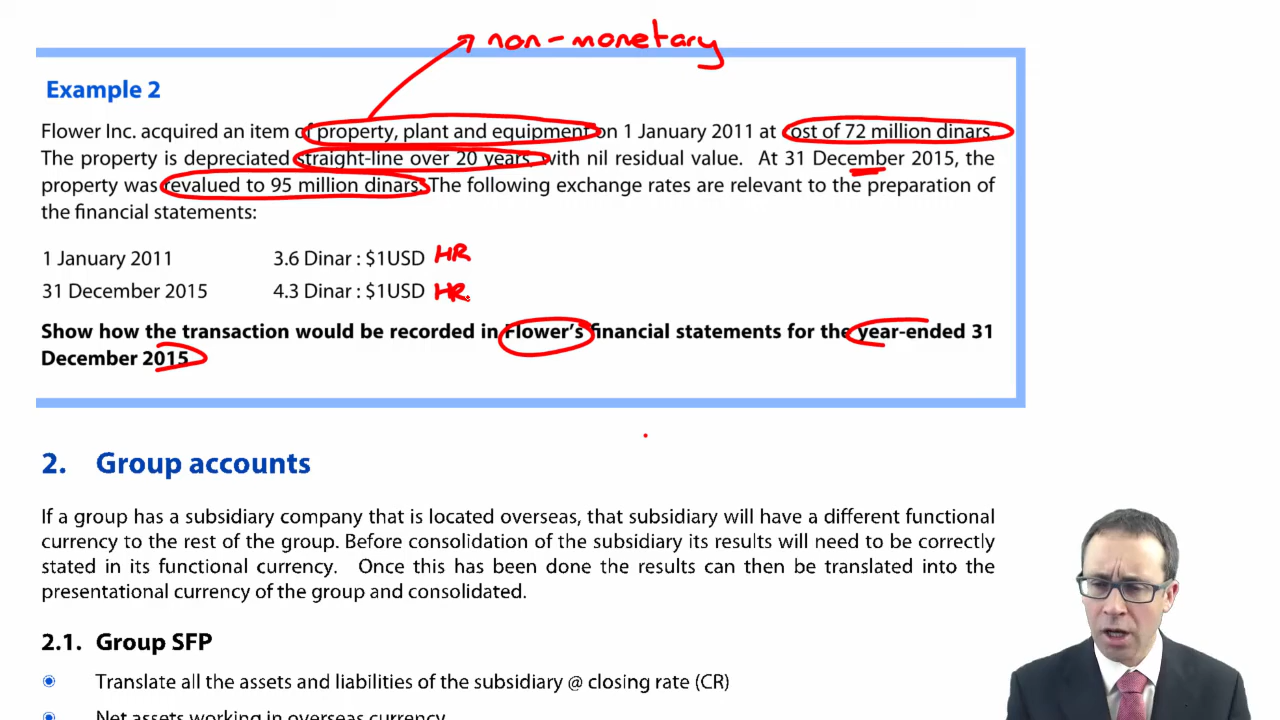 non-monetary
Example 2
Flower Inc. acquired an item of property, plant and equipment on 1 January 2011 at cost of 72 million dinars.
The property is depreciated straight-line over 20 years, with nil residual value. At 31 December 2015, the
property was revalued to 95 million dinars. The following exchange rates are relevant to the preparation of
the financial statements:
1 January 2011 3.6 Dinar : $1USD HR
31 December 2015 4.3 Dinar : $1USD HR
Show how the transaction would be recorded in Flower's financial statements for the year-ended 31
December 2015
2. Group accounts
If a group has a subsidiary company that is located overseas, that subsidiary will have a different functional
currency to the rest of the group. Before consolidation of the subsidiary its results will need to be correctly
stated in its functional currency. Once this has been done the results can then be translated into the
presentational currency of the group and consolidated.
2.1. Group SFP
Translate all the assets and liabilities of the subsidiary @ closing rate (CR)
Net assets working in overseas currency